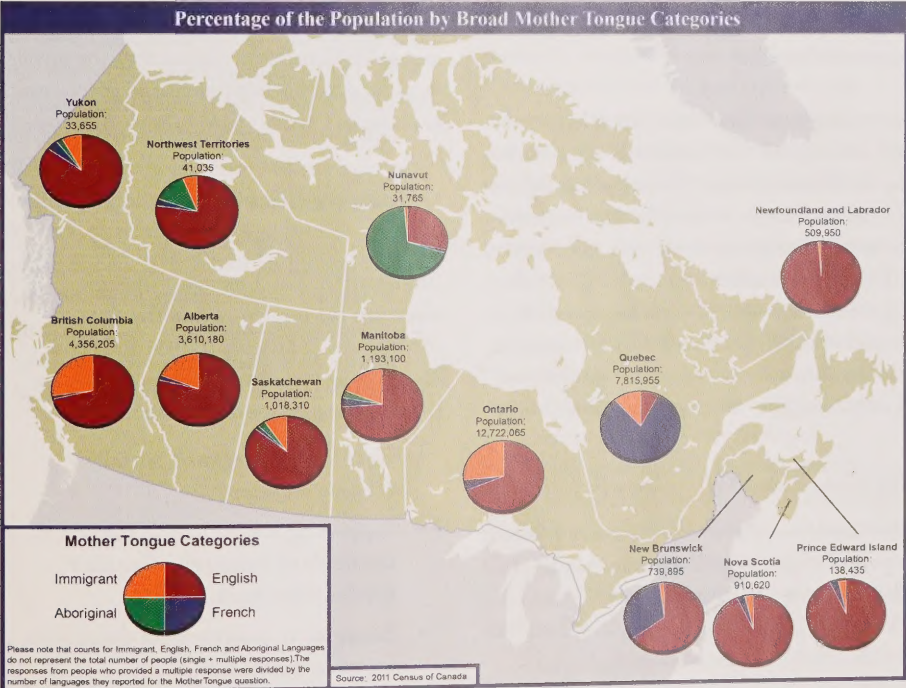 Percentage of the Population by Broad Mother Tongue Categories
Yukon
Population:
33,655
Northwest Territories
Population:
41,035
Nunavut
Population:
31,765
Newfoundland and Labrador
Population:
509,950
British Columbia
Population:
4,356,205
Alberta
Population:
3,610,180
Saskatchewan
Population:
1,018,310
Manitoba
Population:
1,193,100
Ontario
Population:
12,722,065
Quebec
Population:
7,815,955
New Brunswick
Population:
739,895
Nova Scotia
Population:
910,620
Prince Edward Island
Population:
138,435
Mother Tongue Categories
Immigrant
English
Aboriginal
French
Please note that counts for Immigrant, English, French and Aboriginal Languages
do not represent the total number of people (single + multiple responses).The
responses from people who provided a multiple response were divided by the
number of languages they reported for the Mother Tongue question.
Source: 2011 Census of Canada